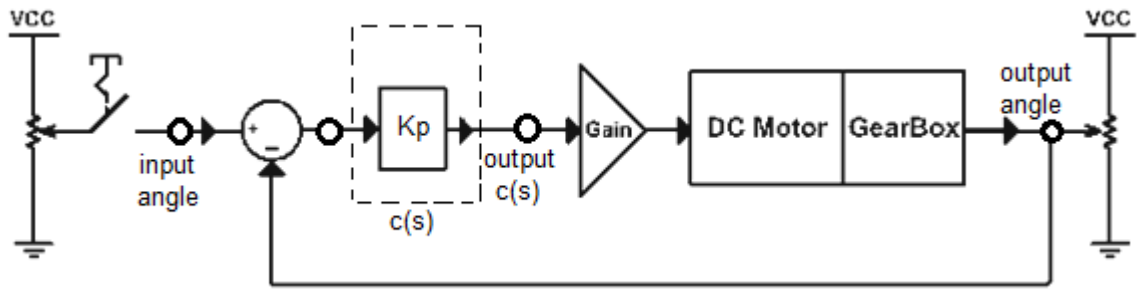 VCC
input
angle
+
−
Kp
c(s)
output
c(s)
Gain
DC Motor
GearBox
output
angle
VCC